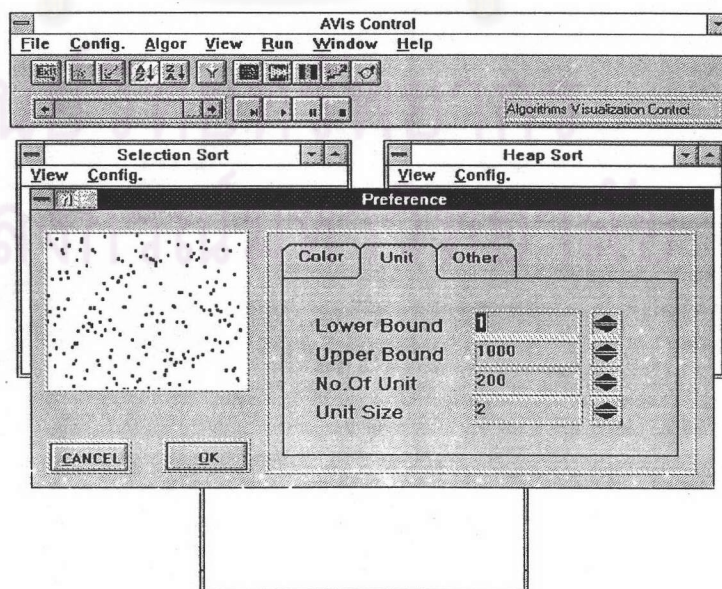 AVIs Control
File Config. Algor View Run Window Help
Exit
Algorithms Visualization Control
Selection Sort
Heap Sort
View Config.
View Config.
Preference
Color Unit Other
Lower Bound 1
Upper Bound 1000
No.Of Unit 200
Unit Size 2
CANCEL OK